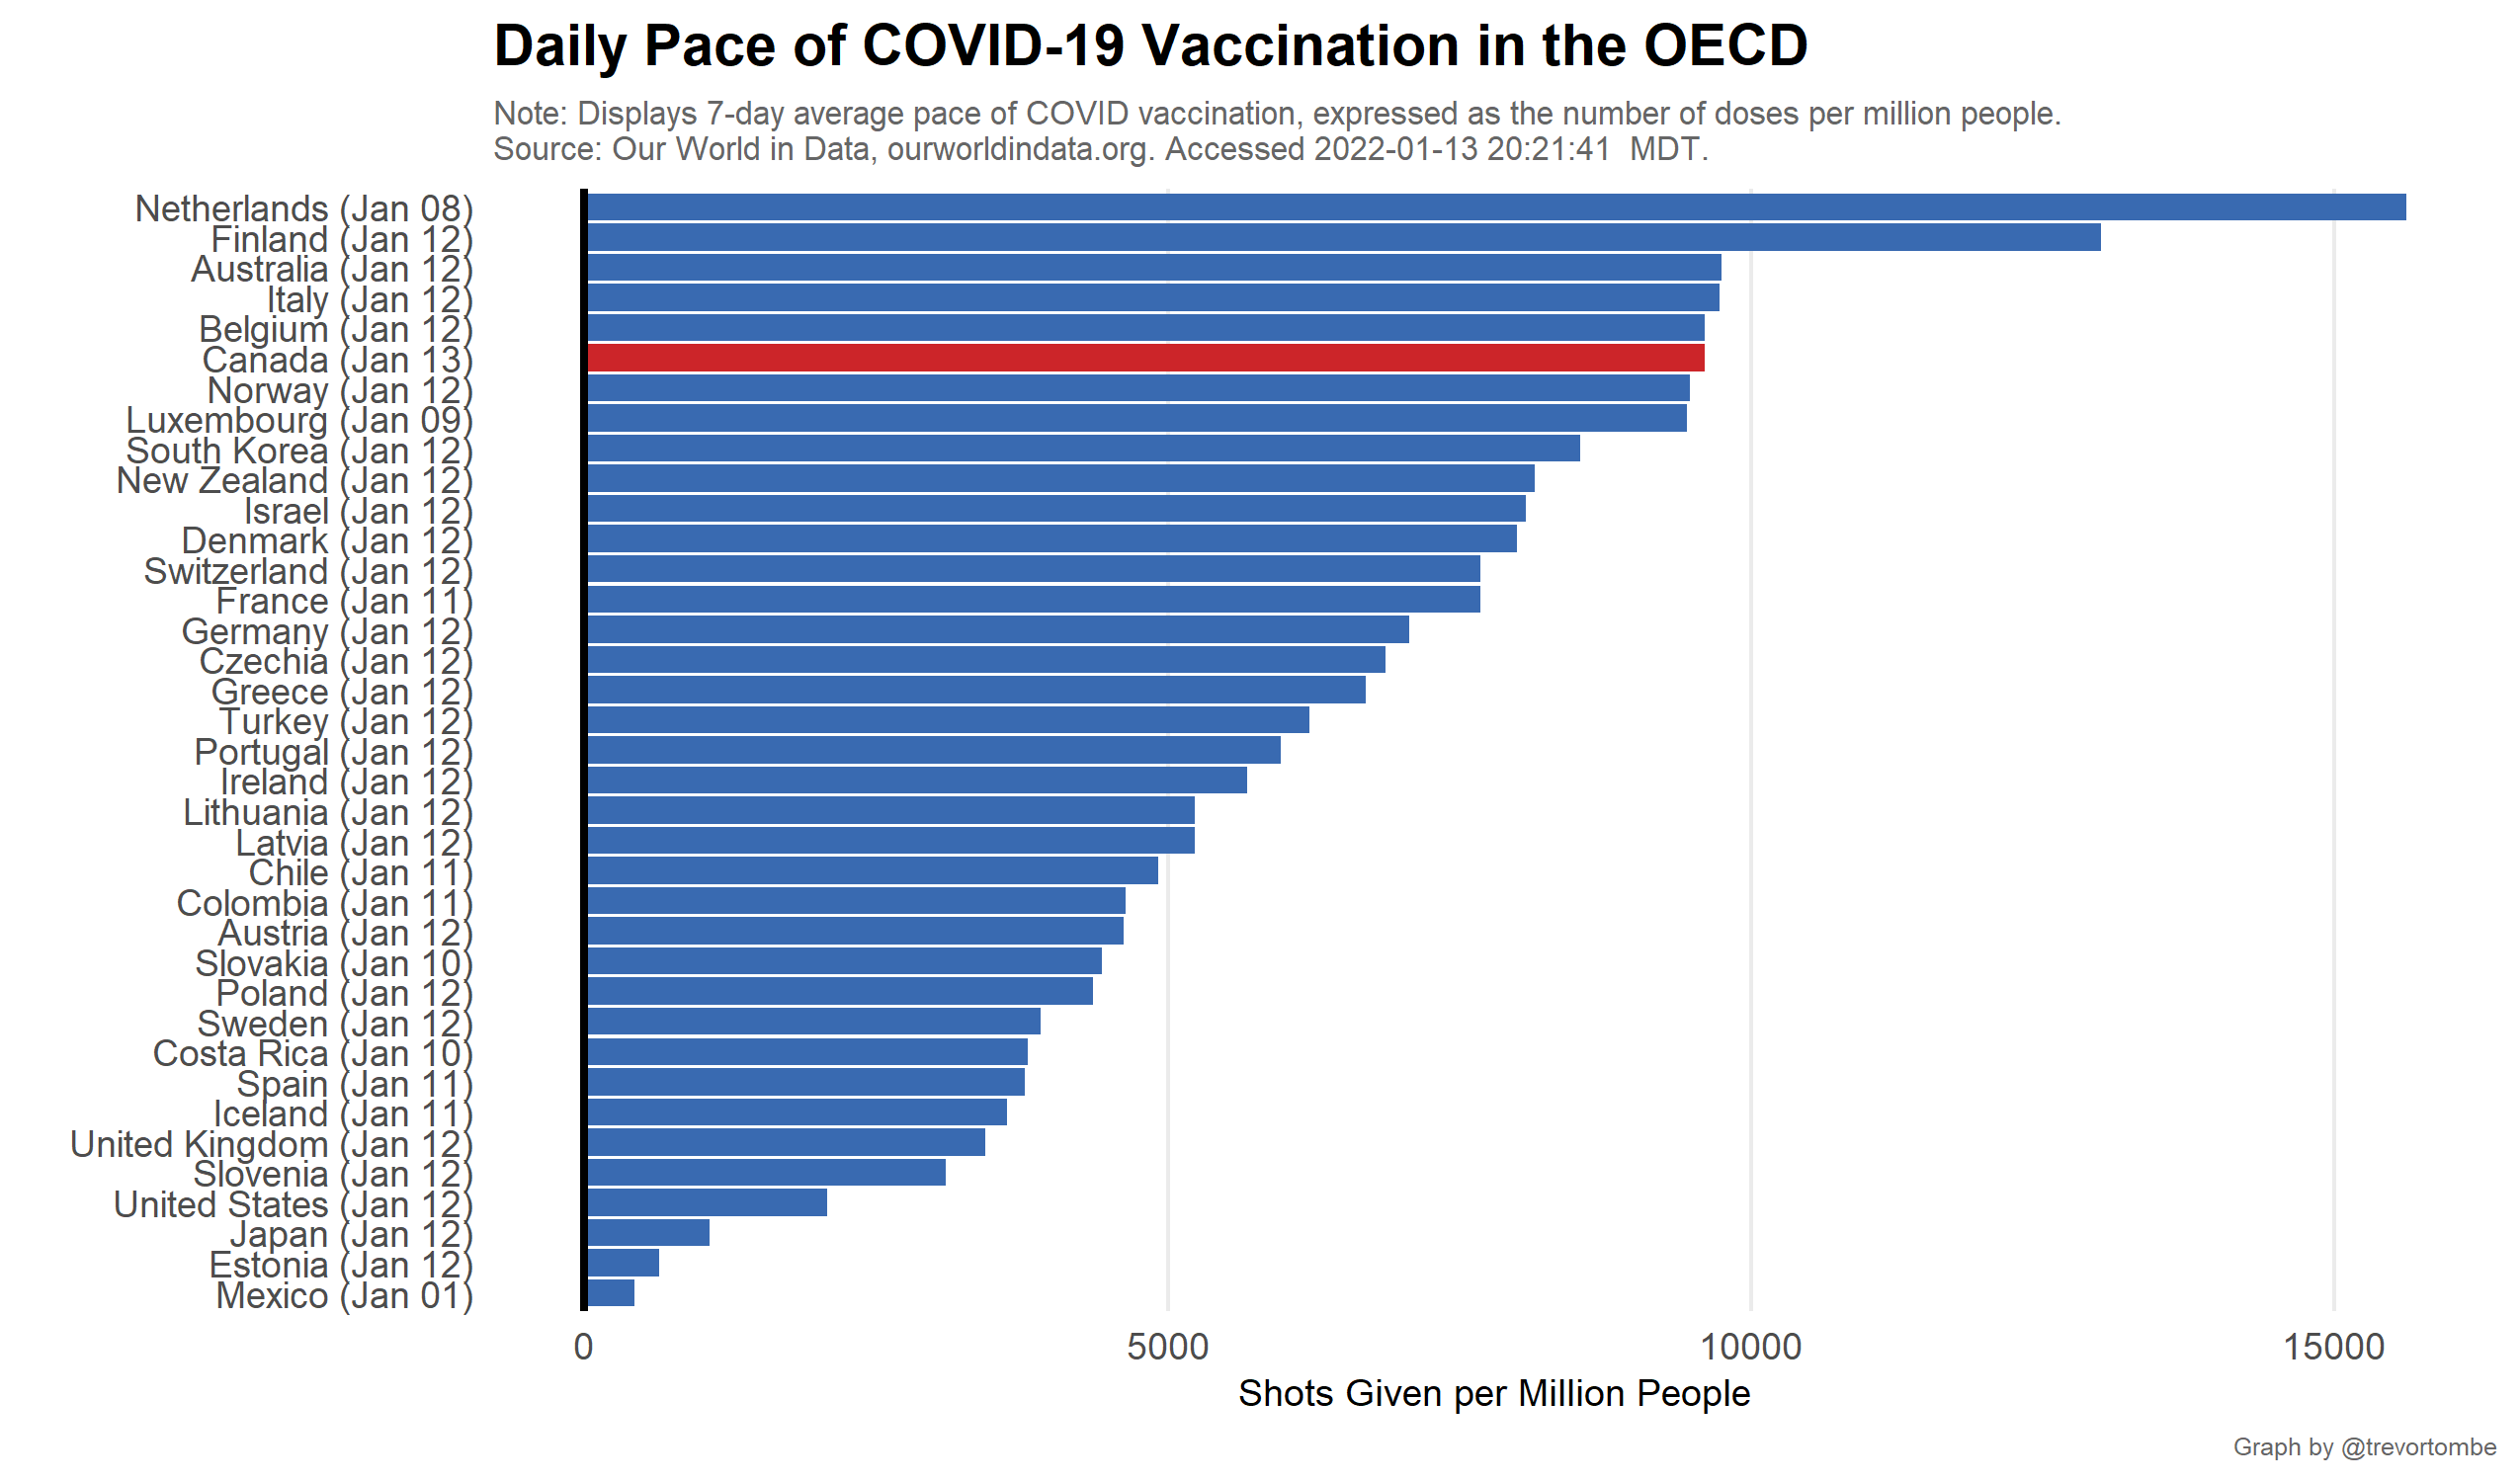 Daily Pace of COVID-19 Vaccination in the OECD
Note: Displays 7-day average pace of COVID vaccination, expressed as the number of doses per million people.
Source: Our World in Data, ourworldindata.org. Accessed 2022-01-13 20:21:41  MDT.
Netherlands (Jan 08)
Finland (Jan 12)
Australia (Jan 12)
Italy (Jan 12)
Belgium (Jan 12)
Canada (Jan 13)
Norway (Jan 12)
Luxembourg (Jan 09)
South Korea (Jan 12)
New Zealand (Jan 12)
Israel (Jan 12)
Denmark (Jan 12)
Switzerland (Jan 12)
France (Jan 11)
Germany (Jan 12)
Czechia (Jan 12)
Greece (Jan 12)
Turkey (Jan 12)
Portugal (Jan 12)
Ireland (Jan 12)
Lithuania (Jan 12)
Latvia (Jan 12)
Chile (Jan 11)
Colombia (Jan 11)
Austria (Jan 12)
Slovakia (Jan 10)
Poland (Jan 12)
Sweden (Jan 12)
Costa Rica (Jan 10)
Spain (Jan 11)
Iceland (Jan 11)
United Kingdom (Jan 12)
Slovenia (Jan 12)
United States (Jan 12)
Japan (Jan 12)
Estonia (Jan 12)
Mexico (Jan 01)
0 5000 10000 15000
Shots Given per Million People
Graph by @trevortombe